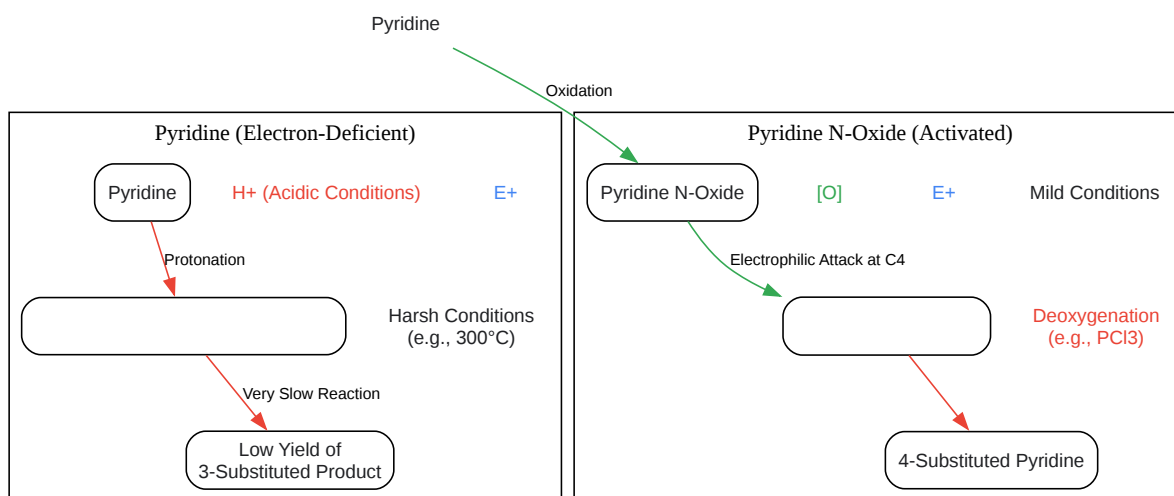 Pyridine
Oxidation
Pyridine (Electron-Deficient)
Pyridine
H+ (Acidic Conditions)
E+
Protonation
Harsh Conditions
(e.g., 300°C)
Very Slow Reaction
Low Yield of
3-Substituted Product
Pyridine N-Oxide (Activated)
Pyridine N-Oxide
[O]
E+
Mild Conditions
Electrophilic Attack at C4
Deoxygenation
(e.g., PCl3)
4-Substituted Pyridine